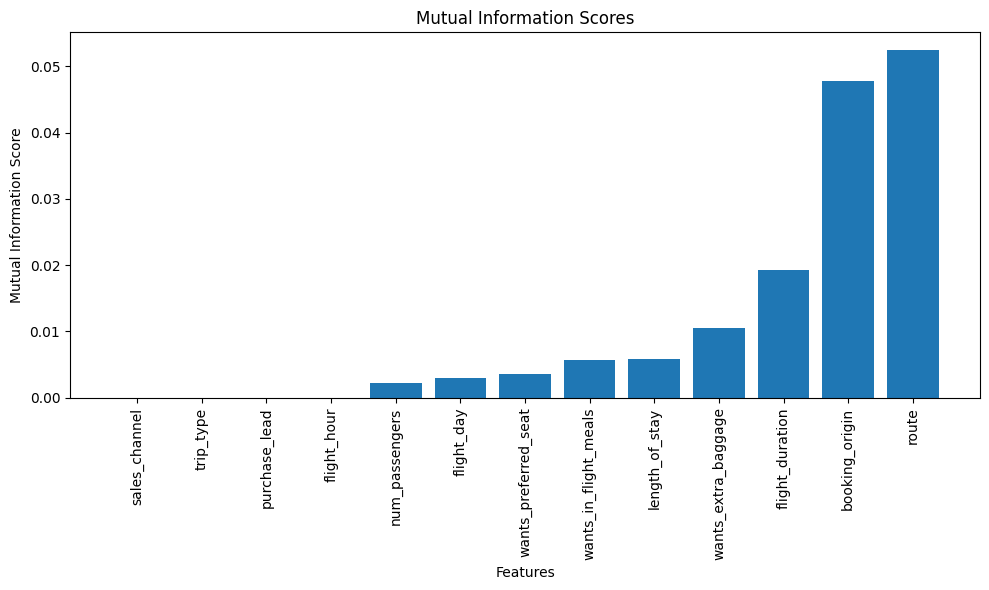 Mutual Information Scores
Mutual Information Score
0.05
0.04
0.03
0.02
0.01
0.00
sales_channel
trip_type
purchase_lead
flight_hour
num_passengers
flight_day
wants_preferred_seat
wants_in_flight_meals
length_of_stay
wants_extra_baggage
flight_duration
booking_origin
route
Features